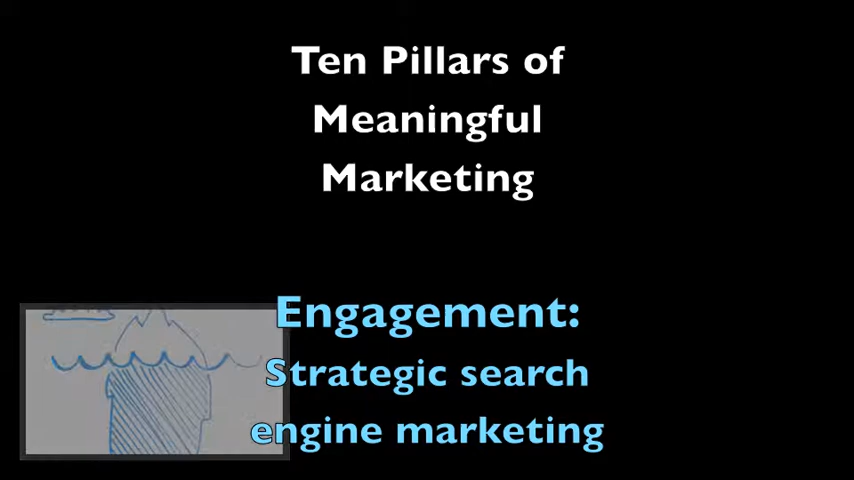 Ten Pillars of
Meaningful
Marketing
Engagement:
Strategic search
engine marketing